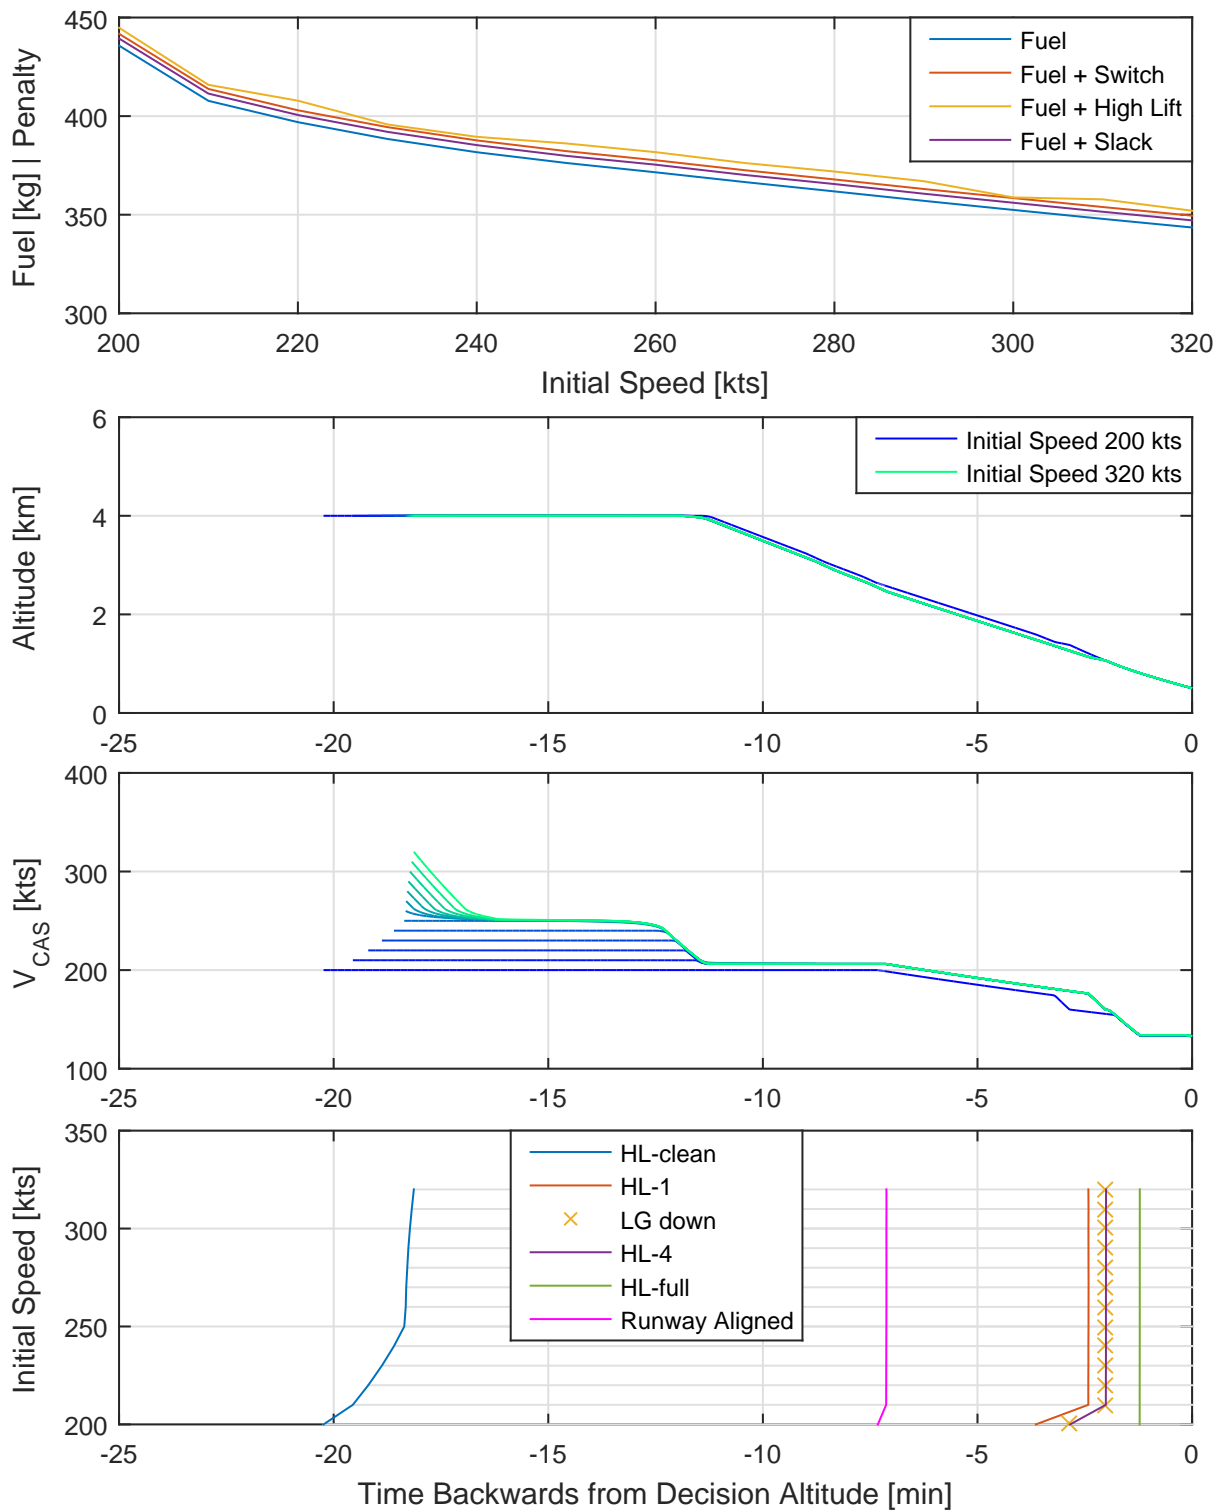 Fuel [kg] | Penalty
450
400
350
300
Fuel
Fuel + Switch
Fuel + High Lift
Fuel + Slack
200 220 240 260 280 300 320
Initial Speed [kts]
Altitude [km]
6
4
2
0
Initial Speed 200 kts
Initial Speed 320 kts
-25 -20 -15 -10 -5 0
V_CAS [kts]
400
300
200
100
-25 -20 -15 -10 -5 0
Initial Speed [kts]
350
300
250
200
HL-clean
HL-1
LG down
HL-4
HL-full
Runway Aligned
-25 -20 -15 -10 -5 0
Time Backwards from Decision Altitude [min]